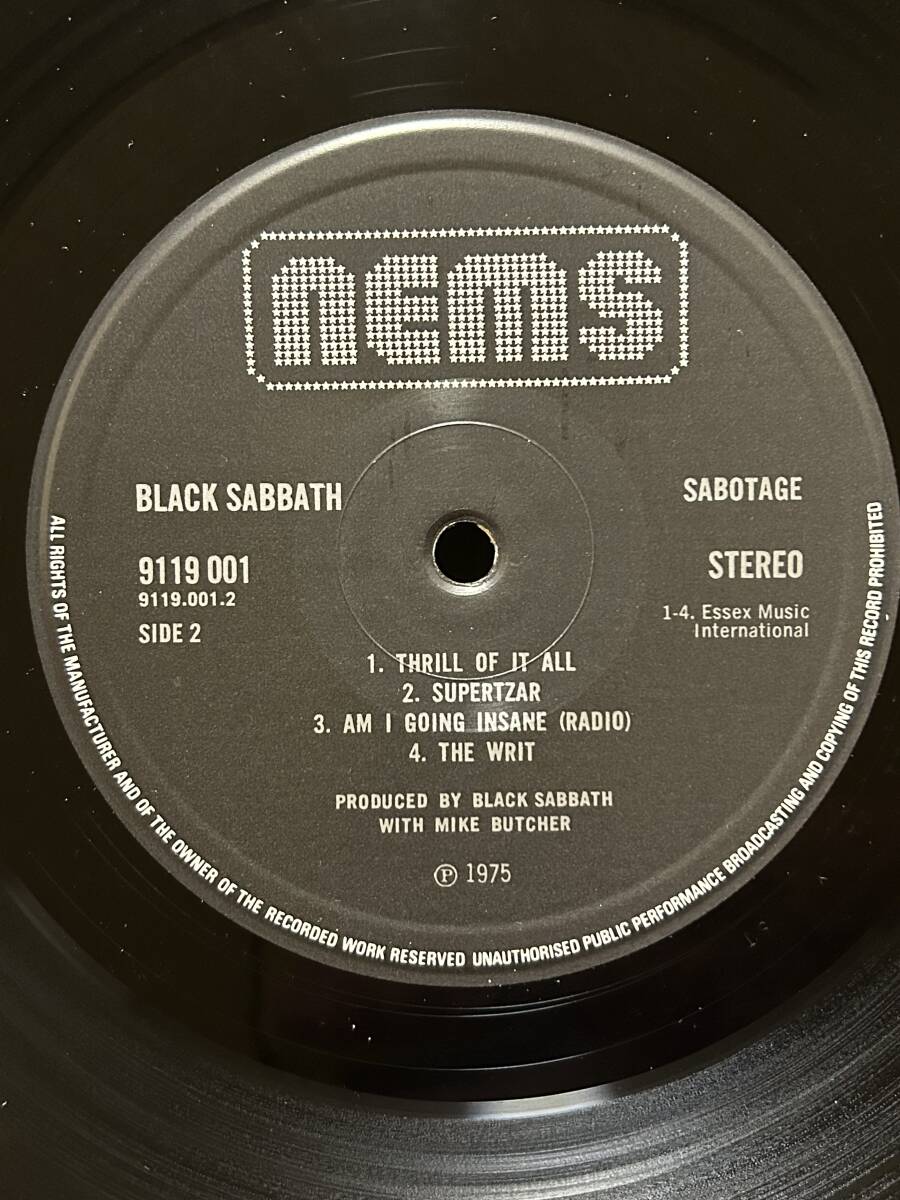 nems
BLACK SABBATH
SABOTAGE
9119 001
9119.001.2
SIDE 2
STEREO
1-4. Essex Music
International
1. THRILL OF IT ALL
2. SUPERTZAR
3. AM I GOING INSANE (RADIO)
4. THE WRIT
PRODUCED BY BLACK SABBATH
WITH MIKE BUTCHER
Ⓟ 1975
ALL RIGHTS OF THE MANUFACTURER AND OF THE OWNER OF THE RECORDED WORK RESERVED UNAUTHORISED PUBLIC PERFORMANCE BROADCASTING AND COPYING OF THIS RECORD PROHIBITED